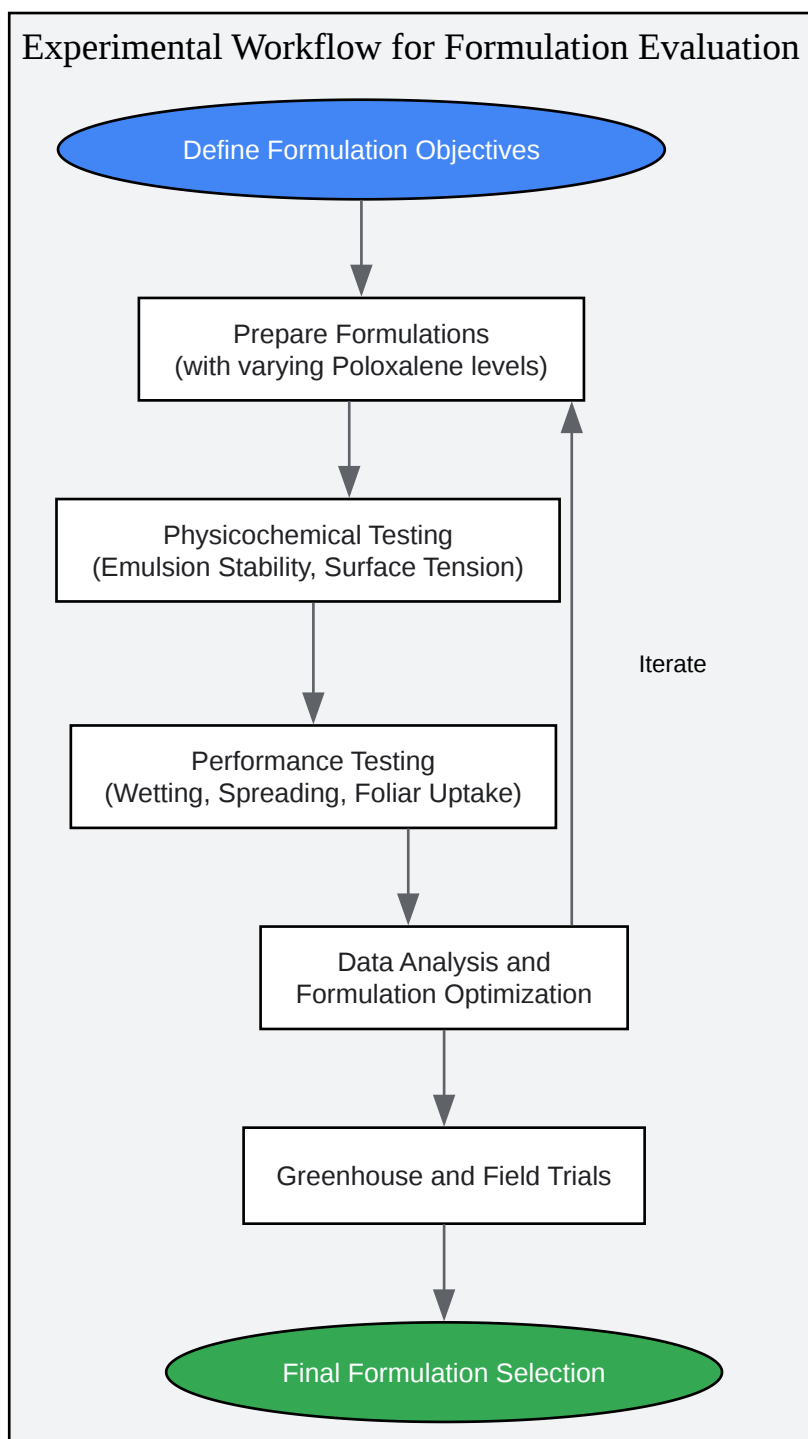 Experimental Workflow for Formulation Evaluation
Define Formulation Objectives
Prepare Formulations
(with varying Poloxalene levels)
Physicochemical Testing
(Emulsion Stability, Surface Tension)
Iterate
Performance Testing
(Wetting, Spreading, Foliar Uptake)
Data Analysis and
Formulation Optimization
Greenhouse and Field Trials
Final Formulation Selection